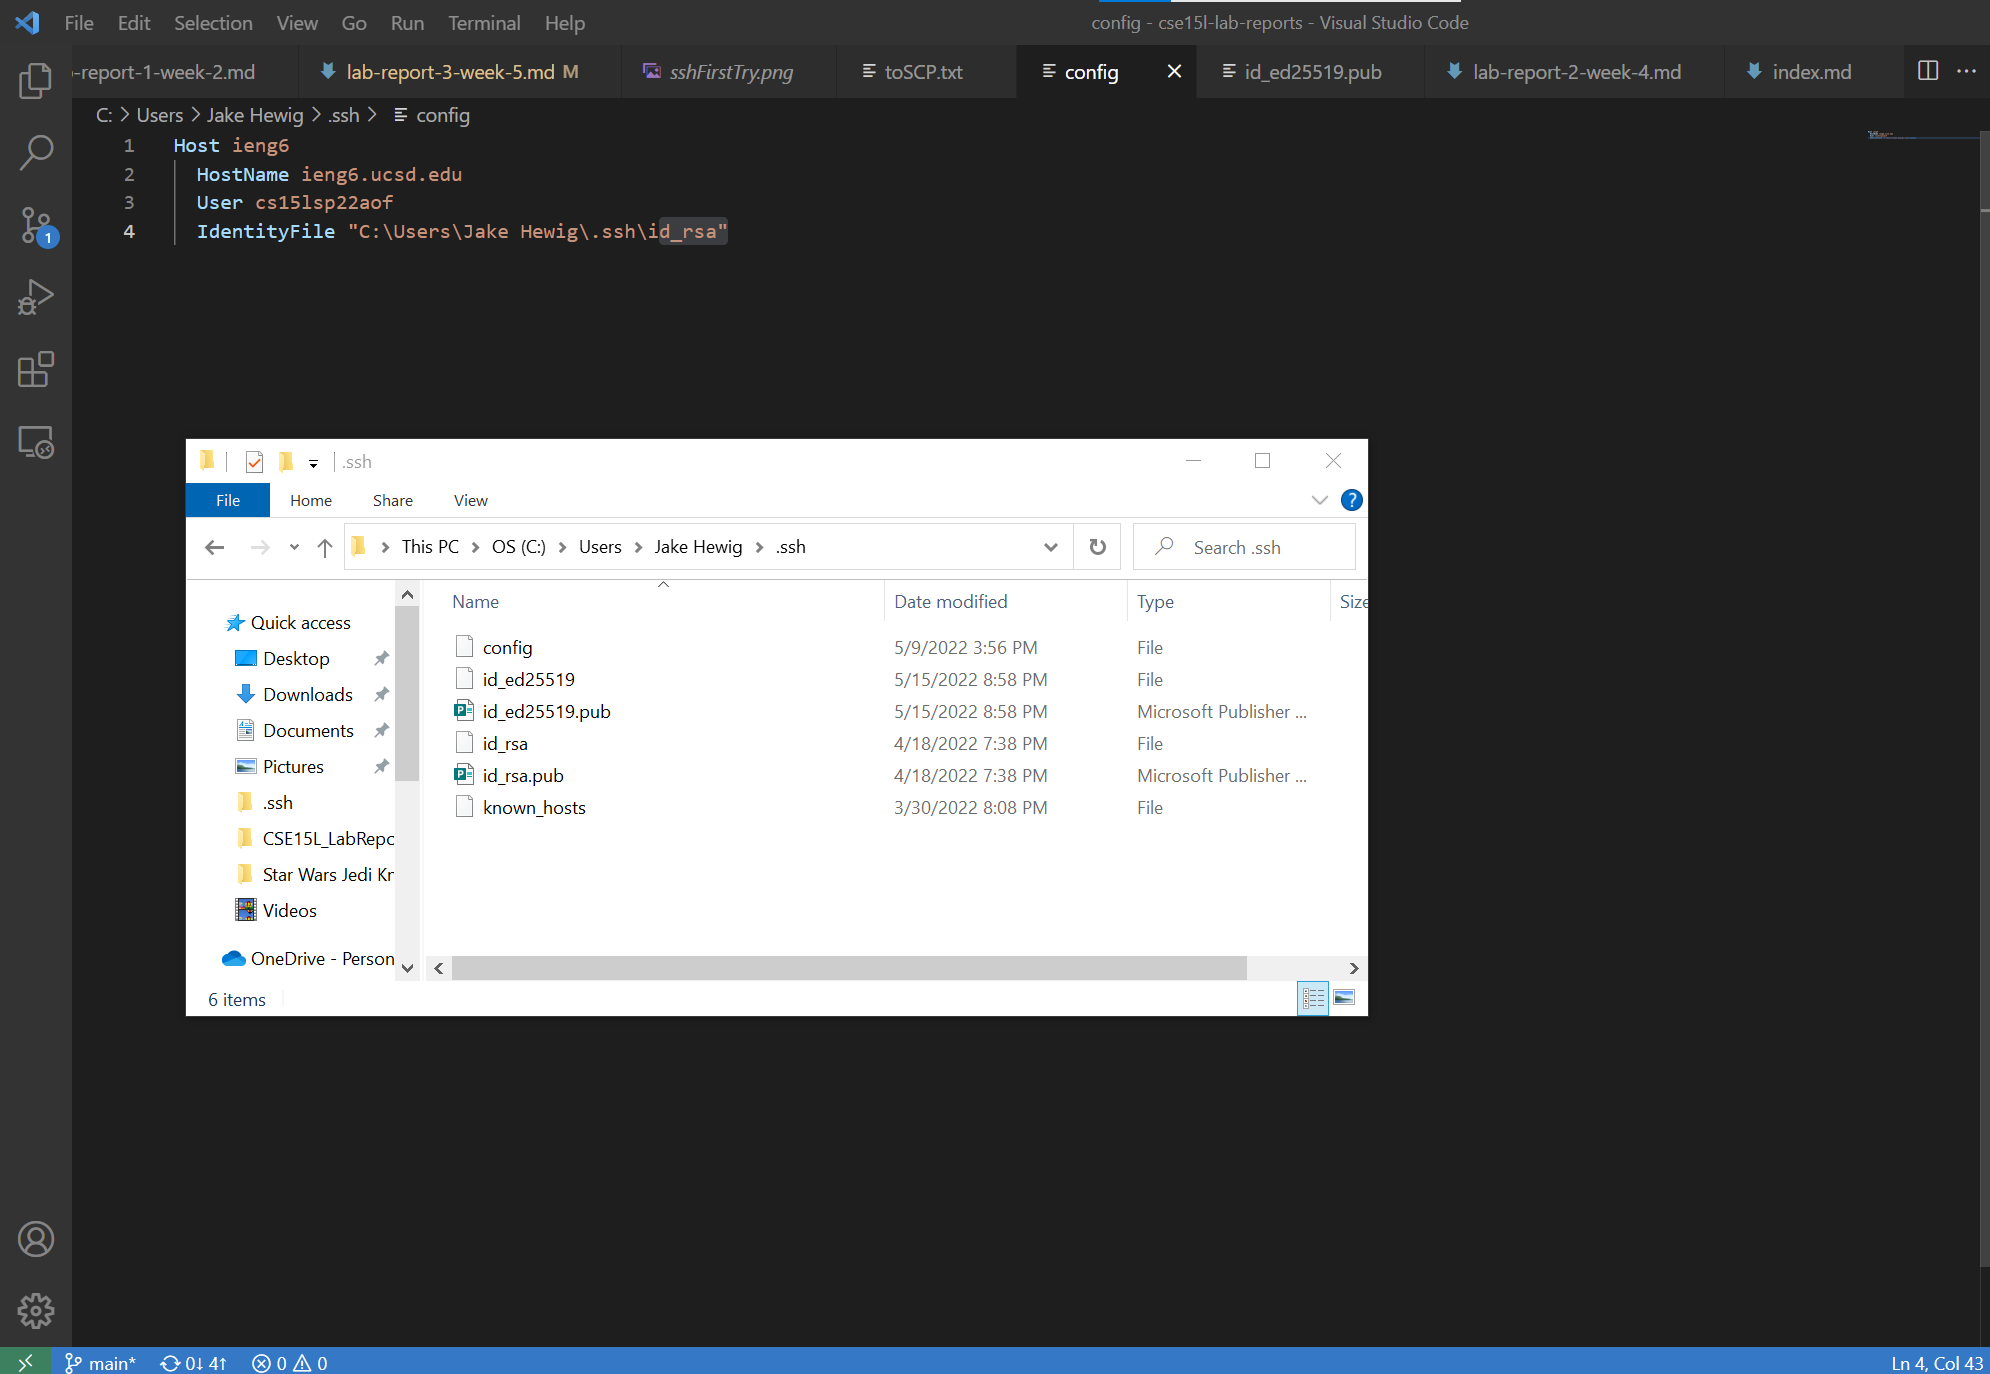 File Edit Selection View Go Run Terminal Help config - cse15l-lab-reports - Visual Studio Code
-report-1-week-2.md lab-report-3-week-5.md M sshFirstTry.png toSCP.txt config id_ed25519.pub lab-report-2-week-4.md index.md
C: > Users > Jake Hewig > .ssh > config
1 Host ieng6
2 HostName ieng6.ucsd.edu
3 User cs15lsp22aof
4 IdentityFile "C:\Users\Jake Hewig\.ssh\id_rsa"
1
.ssh
File Home Share View
This PC > OS (C:) > Users > Jake Hewig > .ssh
Search .ssh
Name Date modified Type Size
Quick access
Desktop
Downloads
Documents
Pictures
.ssh
CSE15L_LabRepo
Star Wars Jedi Kr
Videos
OneDrive - Person
config 5/9/2022 3:56 PM File
id_ed25519 5/15/2022 8:58 PM File
id_ed25519.pub 5/15/2022 8:58 PM Microsoft Publisher ...
id_rsa 4/18/2022 7:38 PM File
id_rsa.pub 4/18/2022 7:38 PM Microsoft Publisher ...
known_hosts 3/30/2022 8:08 PM File
6 items
main* 0↓ 4↑ 0 0 Ln 4, Col 43